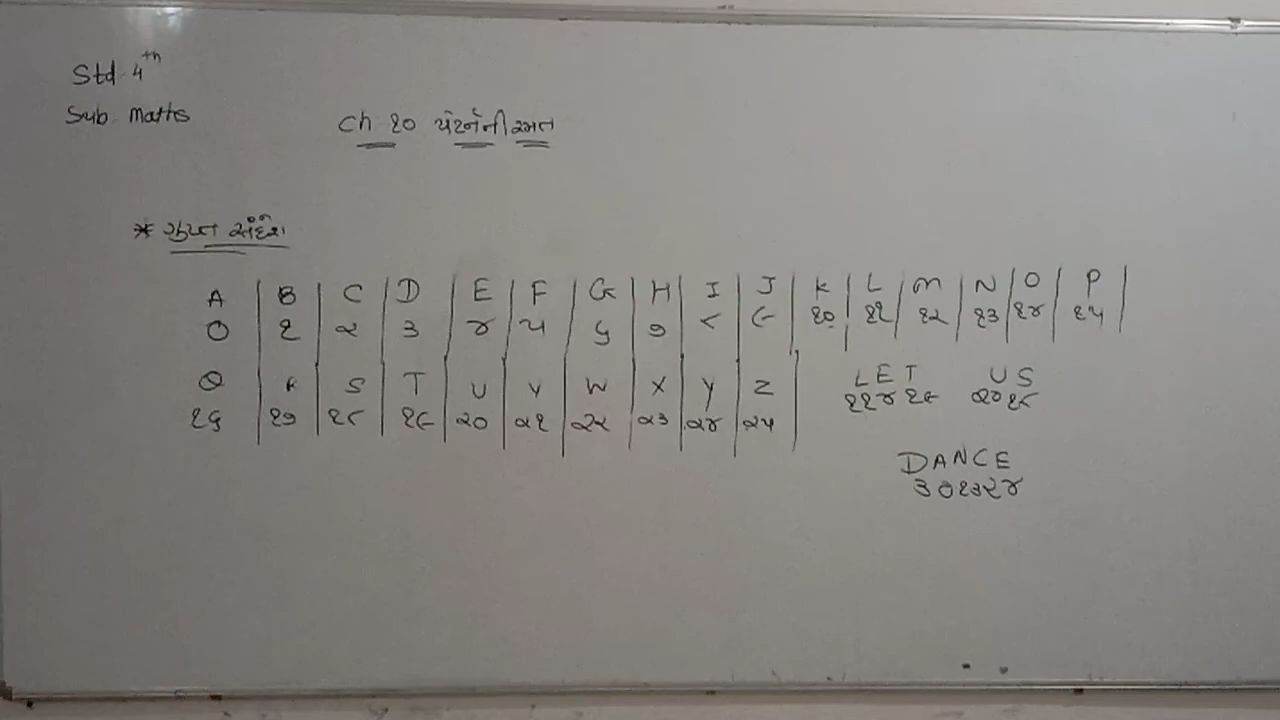 Std 4th
Sub Maths
Ch ૧૦ પેટર્નની રમત
* ગુપ્ત સંદેશ
A | B | C | D | E | F | G | H | I | J | K | L | M | N | O | P |
૦ | ૧ | ૨ | ૩ | ૪ | ૫ | ૬ | ૭ | ૮ | ૯ | ૧૦ | ૧૧ | ૧૨ | ૧૩ | ૧૪ | ૧૫ |
Q | R | S | T | U | V | W | X | Y | Z |
૧૬ | ૧૭ | ૧૮ | ૧૯ | ૨૦ | ૨૧ | ૨૨ | ૨૩ | ૨૪ | ૨૫ |
LET US
૧૧૪૧૯ ૨૦૧૮
DANCE
૩૦૧૩૨૪